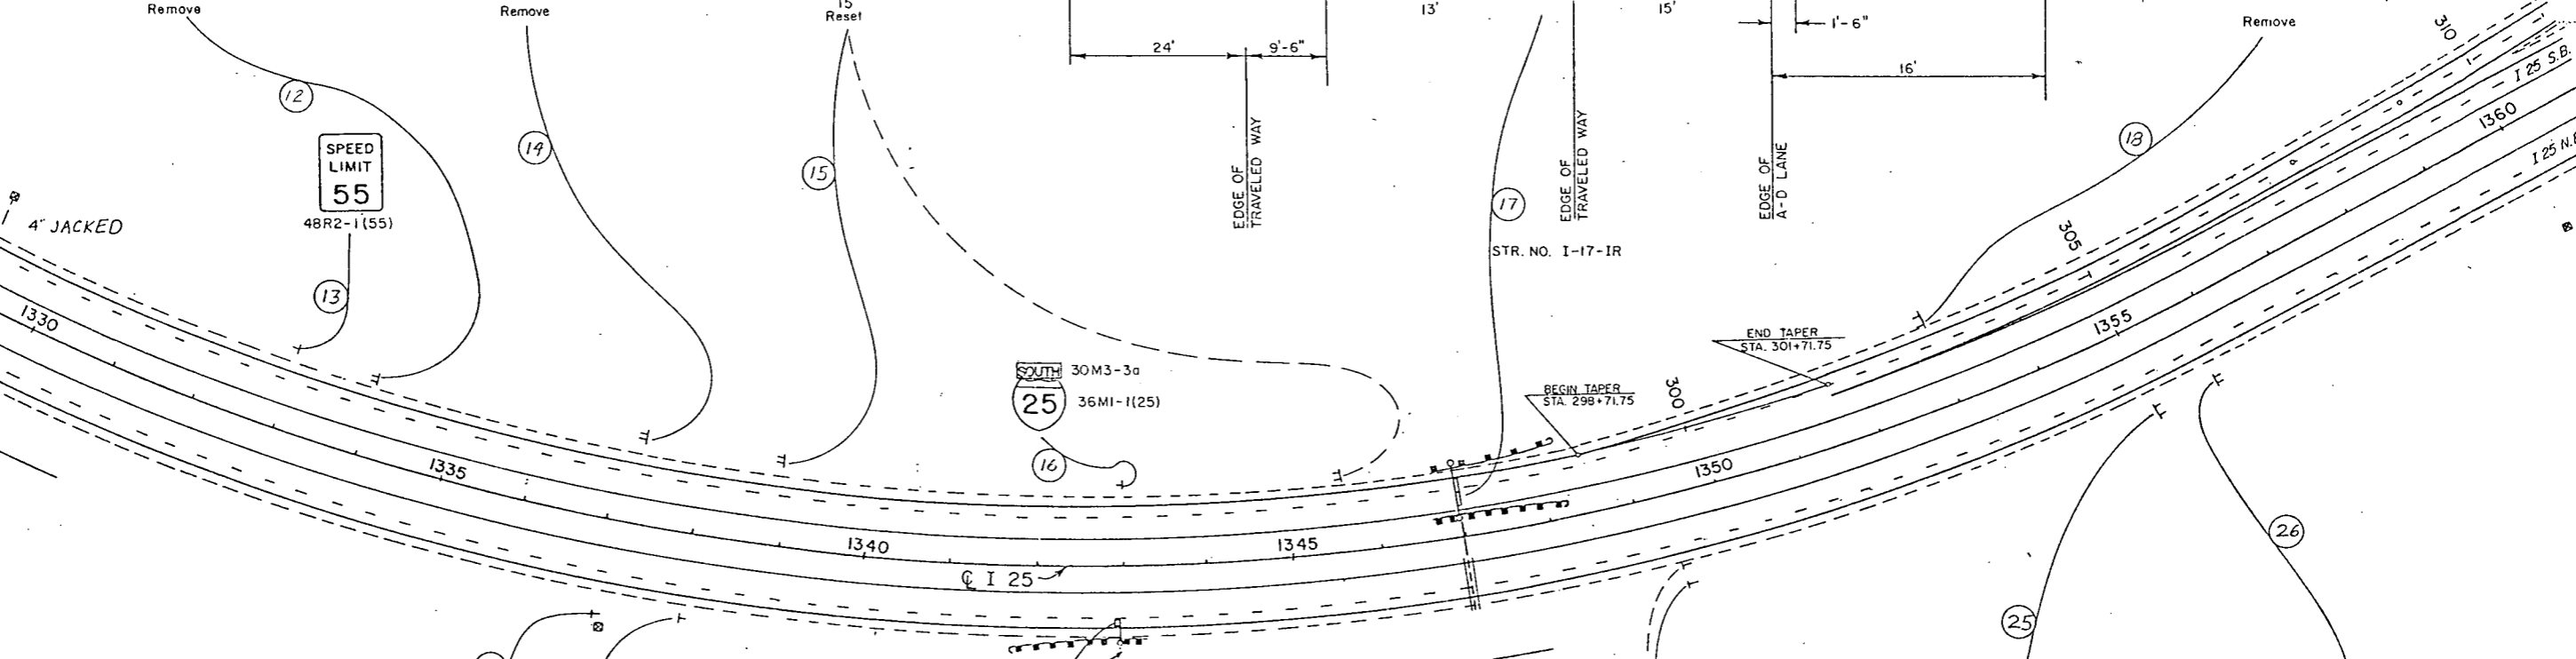 Remove
Remove
15
Reset
13'
15'
1'-6"
Remove
310
24'
9'-6"
16'
I 25 S.B.
1360
I 25 N.B.
12
SPEED
LIMIT
55
48R2-1(55)
14
15
EDGE OF
TRAVELED WAY
17
EDGE OF
TRAVELED WAY
EDGE OF
A-D LANE
18
4" JACKED
STR. NO. I-17-IR
305
13
1330
END TAPER
STA. 301+71.75
1355
SOUTH
30M3-3a
25
36M1-1(25)
BEGIN TAPER
STA. 298+71.75
300
16
1335
1350
1340
1345
℄ I 25
25
26